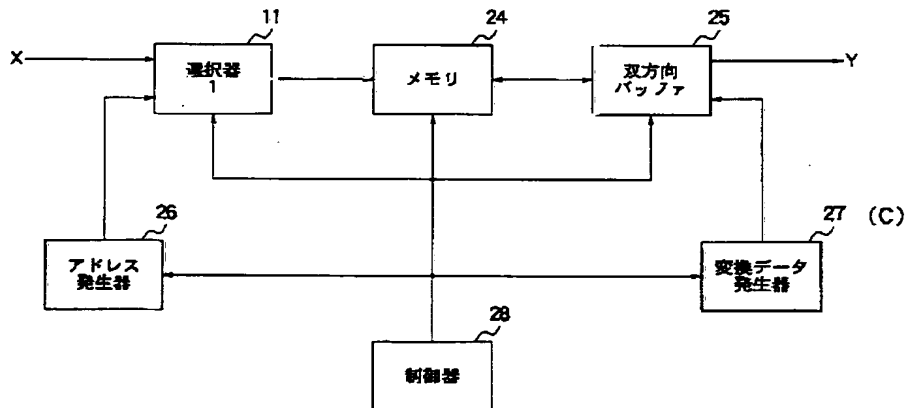 11
24
25
X
選択器
1
メモリ
双方向
バッファ
Y
26
アドレス
発生器
27
(C)
変換データ
発生器
28
制御器